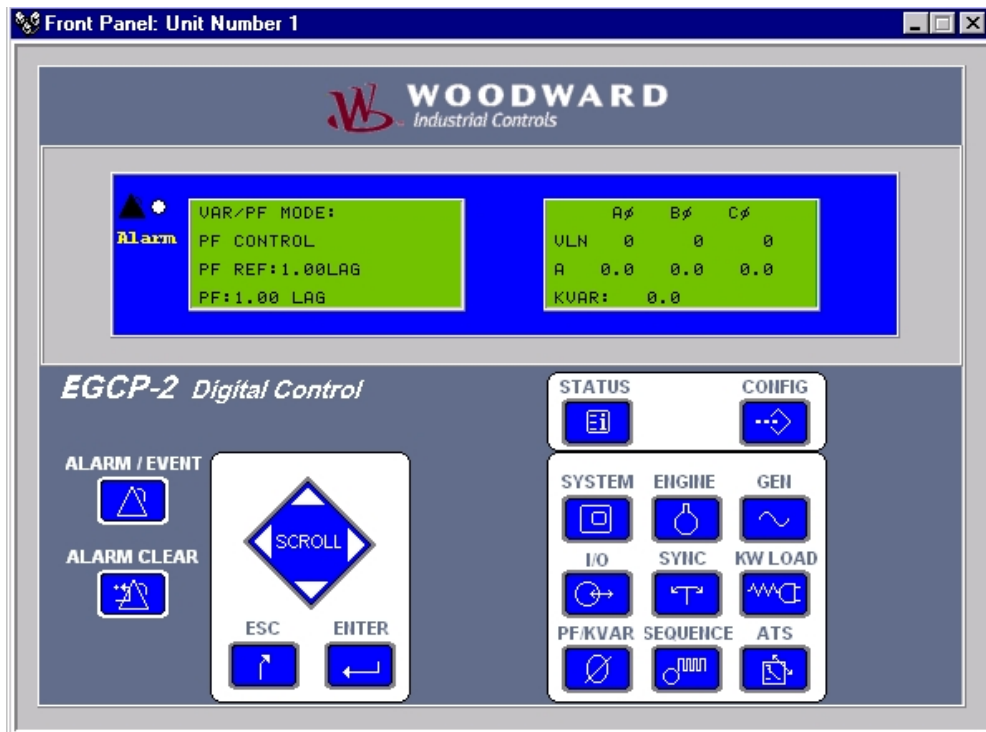 Front Panel: Unit Number 1
WOODWARD
Industrial Controls
Alarm
VAR/PF MODE:
PF CONTROL
PF REF:1.00LAG
PF:1.00 LAG
AØ BØ CØ
VLN 0 0 0
A 0.0 0.0 0.0
KVAR: 0.0
EGCP-2 Digital Control
STATUS CONFIG
ALARM / EVENT
ALARM CLEAR
SCROLL
ESC ENTER
SYSTEM ENGINE GEN
I/O SYNC KW LOAD
PF/KVAR SEQUENCE ATS